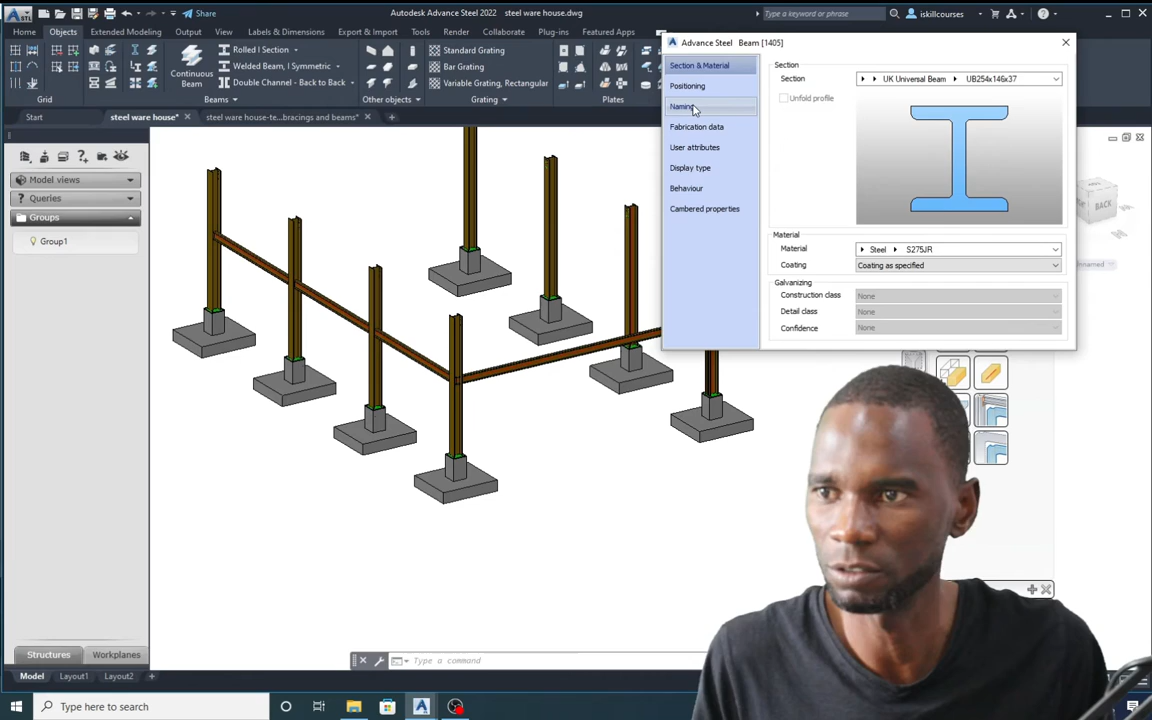 STL
Share
Autodesk Advance Steel 2022 steel ware house.dwg
Type a keyword or phrase
iskillcourses
Home
Objects
Extended Modeling
Output
View
Labels & Dimensions
Export & Import
Tools
Render
Collaborate
Plug-ins
Featured Apps
Continuous
Beam
Rolled I Section
Welded Beam, I Symmetric
Double Channel - Back to Back
Standard Grating
Bar Grating
Variable Grating, Rectangular
Grid
Beams
Other objects
Grating
Plates
Start
steel ware house*
steel ware house-te...bracings and beams*
Model views
Queries
Groups
Group1
Structures
Workplanes
Advance Steel Beam [1405]
Section & Material
Positioning
Naming
Fabrication data
User attributes
Display type
Behaviour
Cambered properties
Section
Section
UK Universal Beam
UB254x146x37
Unfold profile
Material
Material
Steel
S275JR
Coating
Coating as specified
Galvanizing
Construction class
None
Detail class
None
Confidence
None
BACK
Type a command
Model
Layout1
Layout2
Type here to search